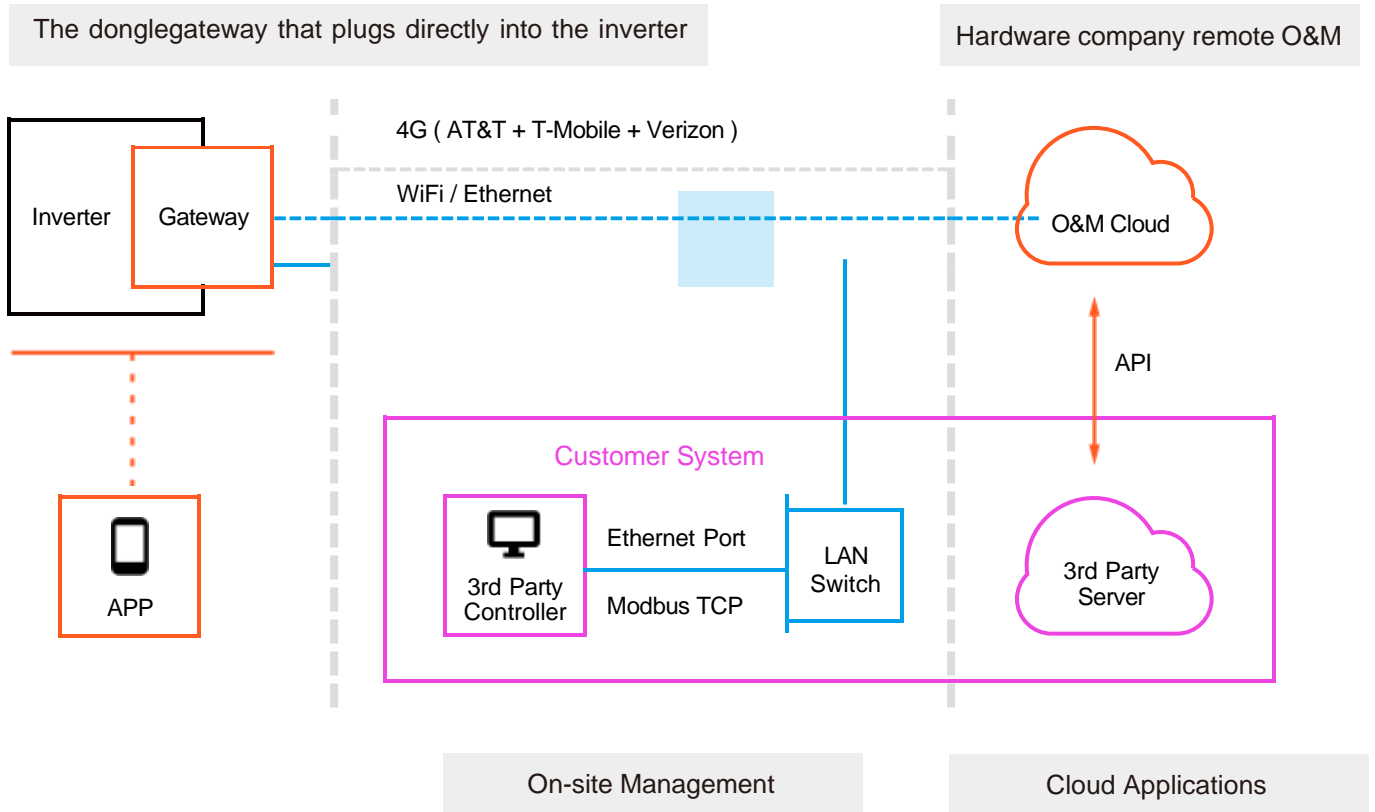 The donglegateway that plugs directly into the inverter
Hardware company remote O&M
4G ( AT&T + T-Mobile + Verizon )
WiFi / Ethernet
Inverter
Gateway
O&M Cloud
API
Customer System
APP
3rd Party
Controller
Ethernet Port
Modbus TCP
LAN
Switch
3rd Party
Server
On-site Management
Cloud Applications